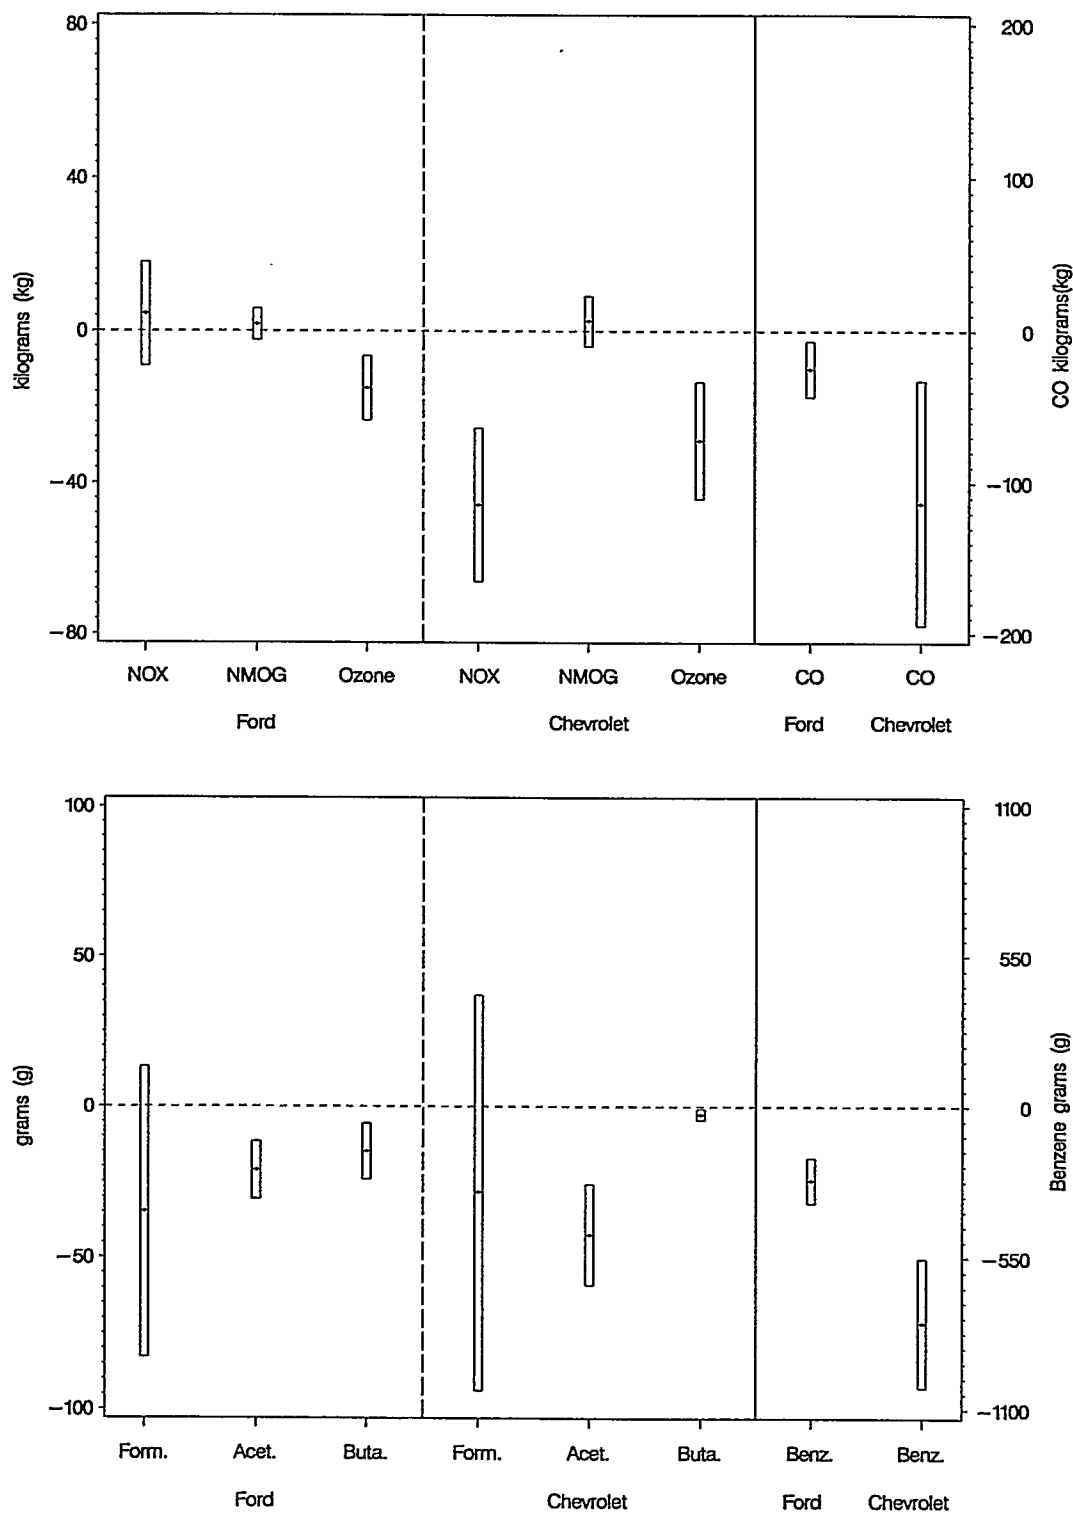 80
40
0
−40
−80
kilograms (kg)
200
100
0
−100
−200
CO kilograms(kg)
NOX NMOG Ozone NOX NMOG Ozone CO CO
Ford Chevrolet Ford Chevrolet
100
50
0
−50
−100
grams (g)
1100
550
0
−550
−1100
Benzene grams (g)
Form. Acet. Buta. Form. Acet. Buta. Benz. Benz.
Ford Chevrolet Ford Chevrolet